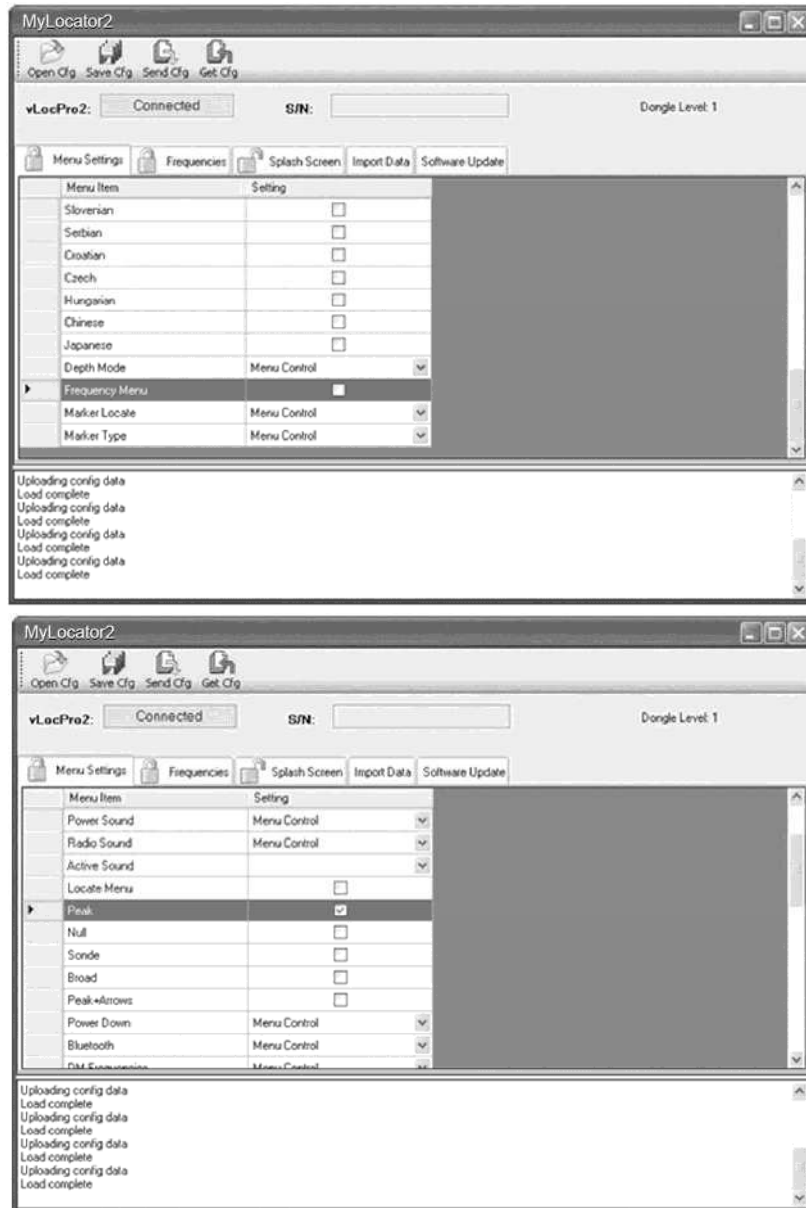 MyLocator2
Open Cfg Save Cfg Send Cfg Get Cfg
vLocPro2: Connected S/N: Dongle Level: 1
Menu Settings Frequencies Splash Screen Import Data Software Update
Menu Item Setting
Slovenian
Serbian
Croatian
Czech
Hungarian
Chinese
Japanese
Depth Mode Menu Control
Frequency Menu
Marker Locate Menu Control
Marker Type Menu Control
Uploading config data
Load complete
Uploading config data
Load complete
Uploading config data
Load complete
Uploading config data
Load complete
MyLocator2
Open Cfg Save Cfg Send Cfg Get Cfg
vLocPro2: Connected S/N: Dongle Level: 1
Menu Settings Frequencies Splash Screen Import Data Software Update
Menu Item Setting
Power Sound Menu Control
Radio Sound Menu Control
Active Sound
Locate Menu
Peak
Null
Sonde
Broad
Peak+Arrows
Power Down Menu Control
Bluetooth Menu Control
DM Frequencies Menu Control
Uploading config data
Load complete
Uploading config data
Load complete
Uploading config data
Load complete
Uploading config data
Load complete